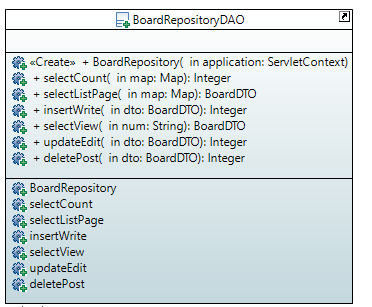 BoardRepositoryDAO
«Create» + BoardRepository( in application: ServletContext)
+ selectCount( in map: Map): Integer
+ selectListPage( in map: Map): BoardDTO
+ insertWrite( in dto: BoardDTO): Integer
+ selectView( in num: String): BoardDTO
+ updateEdit( in dto: BoardDTO): Integer
+ deletePost( in dto: BoardDTO): Integer
BoardRepository
selectCount
selectListPage
insertWrite
selectView
updateEdit
deletePost